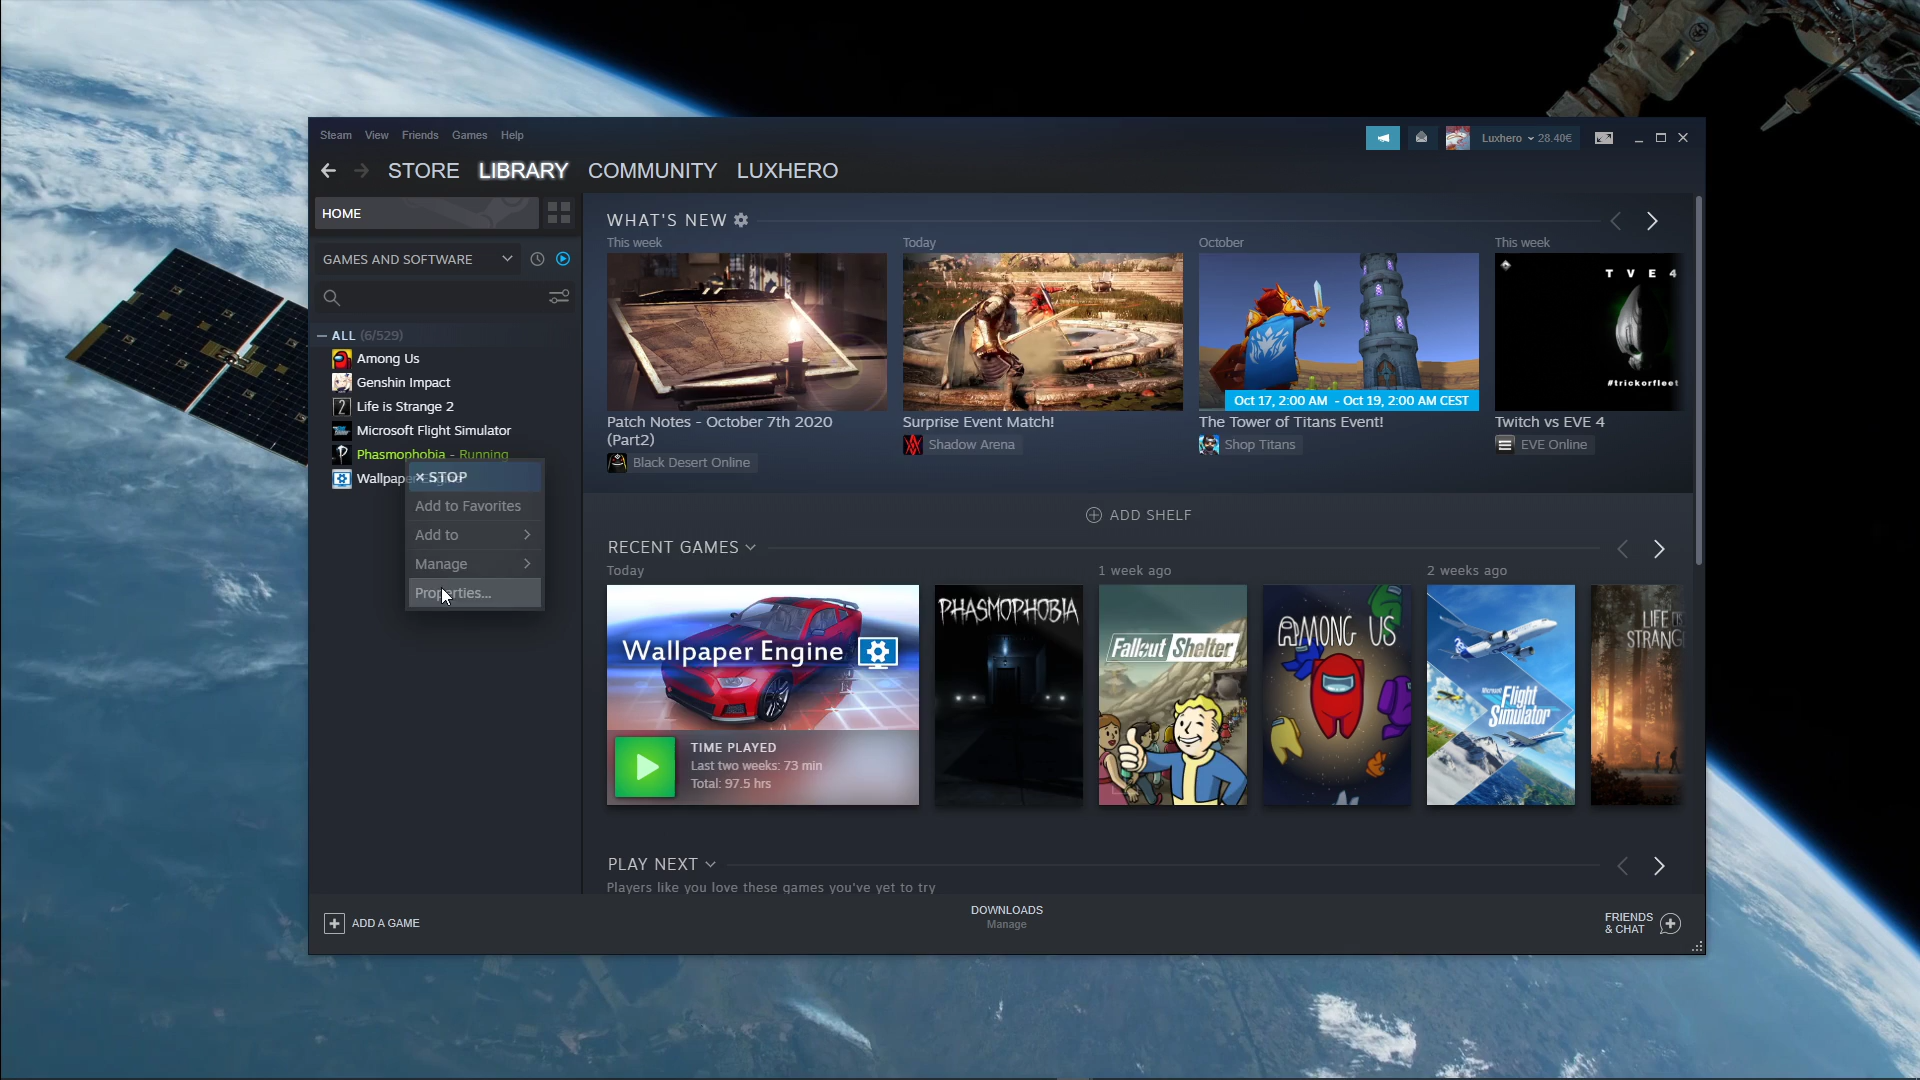 Steam View Friends Games Help
Luxhero 28.40€
STORE LIBRARY COMMUNITY LUXHERO
HOME
GAMES AND SOFTWARE
ALL (6/529)
Among Us
Genshin Impact
Life is Strange 2
Microsoft Flight Simulator
Phasmophobia - Running
Wallpaper
× STOP
Add to Favorites
Add to
Manage
Properties...
WHAT'S NEW
This week
Patch Notes - October 7th 2020
(Part2)
Black Desert Online
Today
Surprise Event Match!
Shadow Arena
October
Oct 17, 2:00 AM - Oct 19, 2:00 AM CEST
The Tower of Titans Event!
Shop Titans
This week
T V E 4
#trickorfleet
Twitch vs EVE 4
EVE Online
ADD SHELF
RECENT GAMES
Today
1 week ago
2 weeks ago
Wallpaper Engine
TIME PLAYED
Last two weeks: 73 min
Total: 97.5 hrs
PHASMOPHOBIA
Fallout Shelter
AMONG US
Microsoft
Flight
Simulator
LIFE IS
STRANG
PLAY NEXT
Players like you love these games you've yet to try
ADD A GAME
DOWNLOADS
Manage
FRIENDS
& CHAT